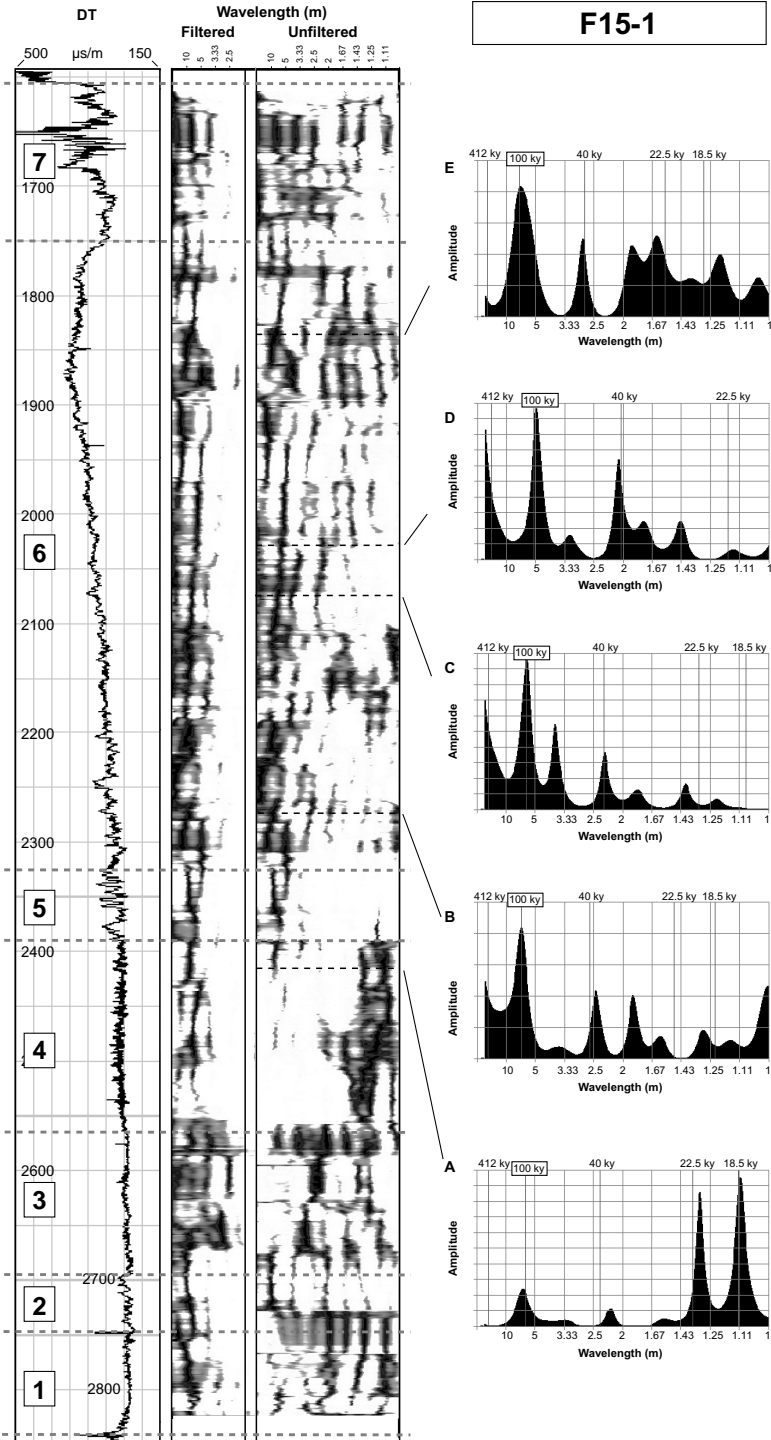 DT
Wavelength (m)
Filtered Unfiltered
F15-1
500 µs/m 150
10 5 3.33 2.5
10 5 3.33 2.5 2 1.67 1.43 1.25 1.11
7
1700
1800
1900
2000
6
2100
2200
2300
5
2400
4
2600
3
2700
2
1
2800
E
412 ky 100 ky 40 ky 22.5 ky 18.5 ky
Amplitude
10 5 3.33 2.5 2 1.67 1.43 1.25 1.11 1
Wavelength (m)
D
412 ky 100 ky 40 ky 22.5 ky
Amplitude
10 5 3.33 2.5 2 1.67 1.43 1.25 1.11 1
Wavelength (m)
C
412 ky 100 ky 40 ky 22.5 ky 18.5 ky
Amplitude
10 5 3.33 2.5 2 1.67 1.43 1.25 1.11 1
Wavelength (m)
B
412 ky 100 ky 40 ky 22.5 ky 18.5 ky
Amplitude
10 5 3.33 2.5 2 1.67 1.43 1.25 1.11 1
Wavelength (m)
A
412 ky 100 ky 40 ky 22.5 ky 18.5 ky
Amplitude
10 5 3.33 2.5 2 1.67 1.43 1.25 1.11 1
Wavelength (m)